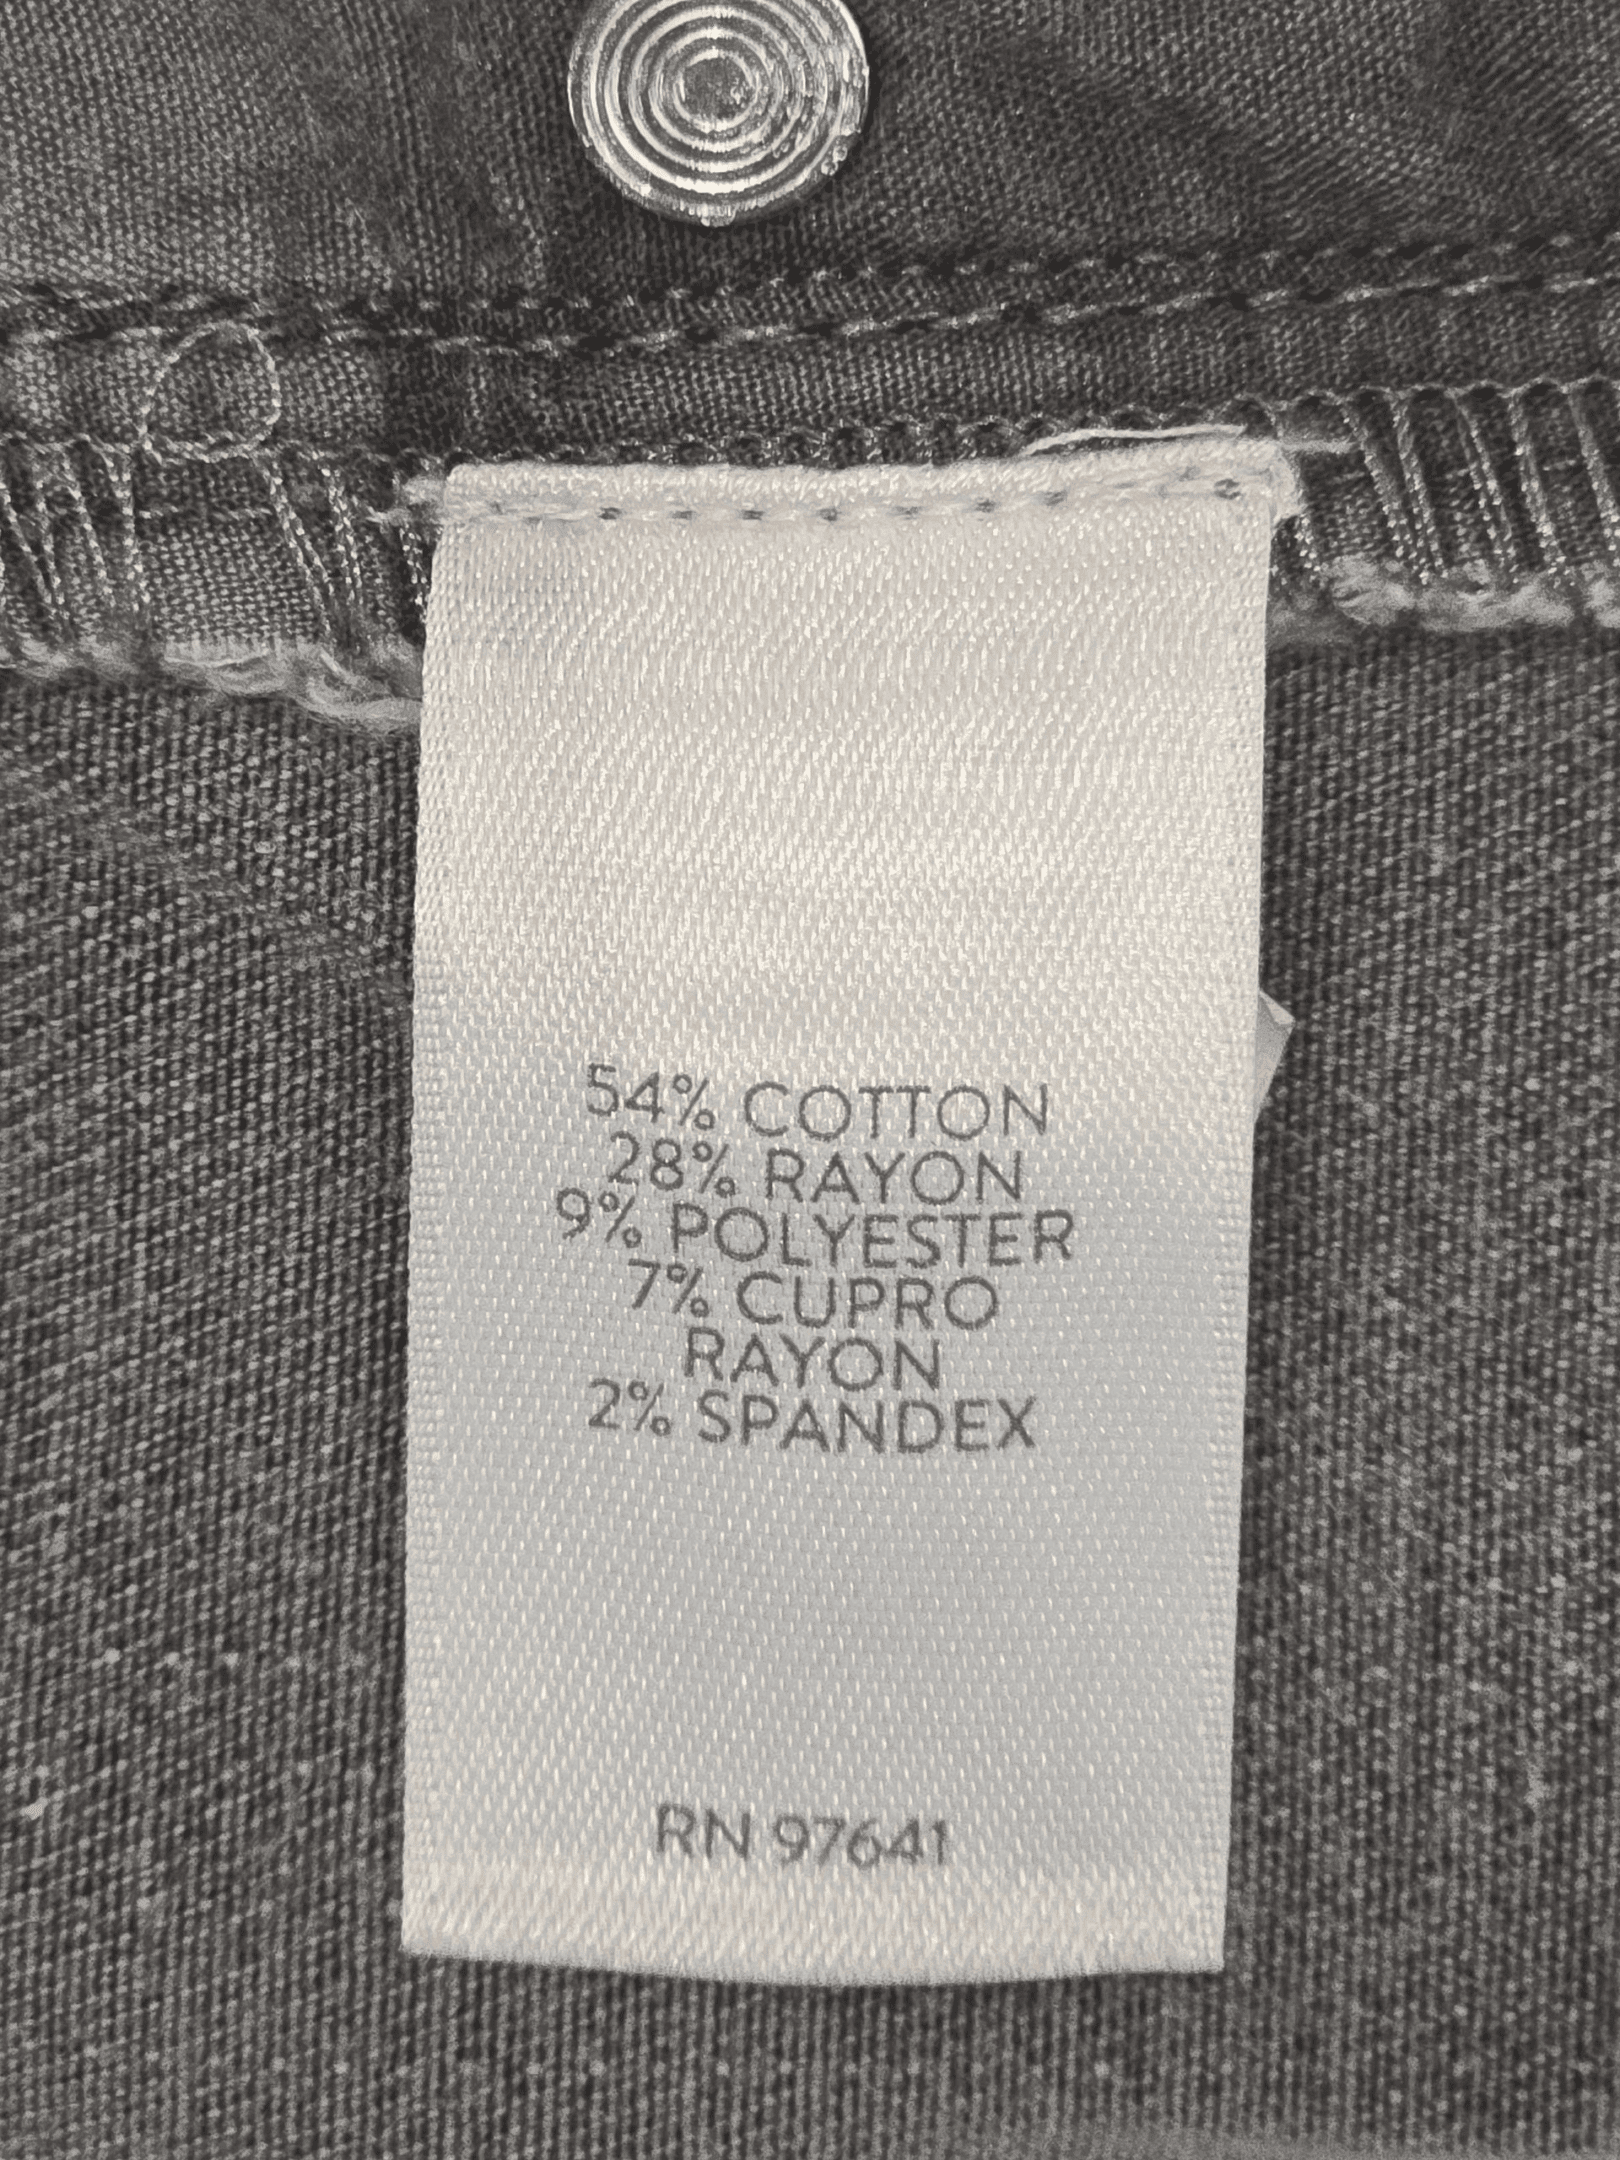 54% COTTON
28% RAYON
9% POLYESTER
7% CUPRO
RAYON
2% SPANDEX
RN 97641